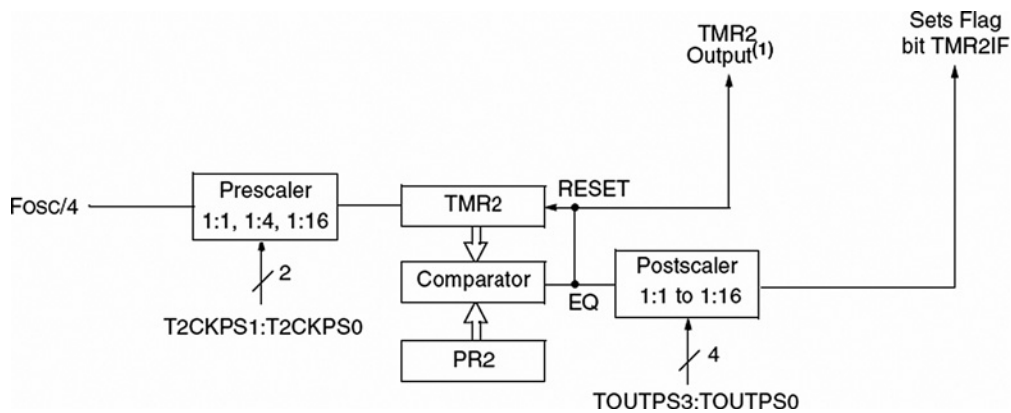 TMR2
Output(1)
Sets Flag
bit TMR2IF
FOSC/4
Prescaler
1:1, 1:4, 1:16
2
T2CKPS1:T2CKPS0
TMR2
RESET
Comparator
EQ
PR2
Postscaler
1:1 to 1:16
4
TOUTPS3:TOUTPS0